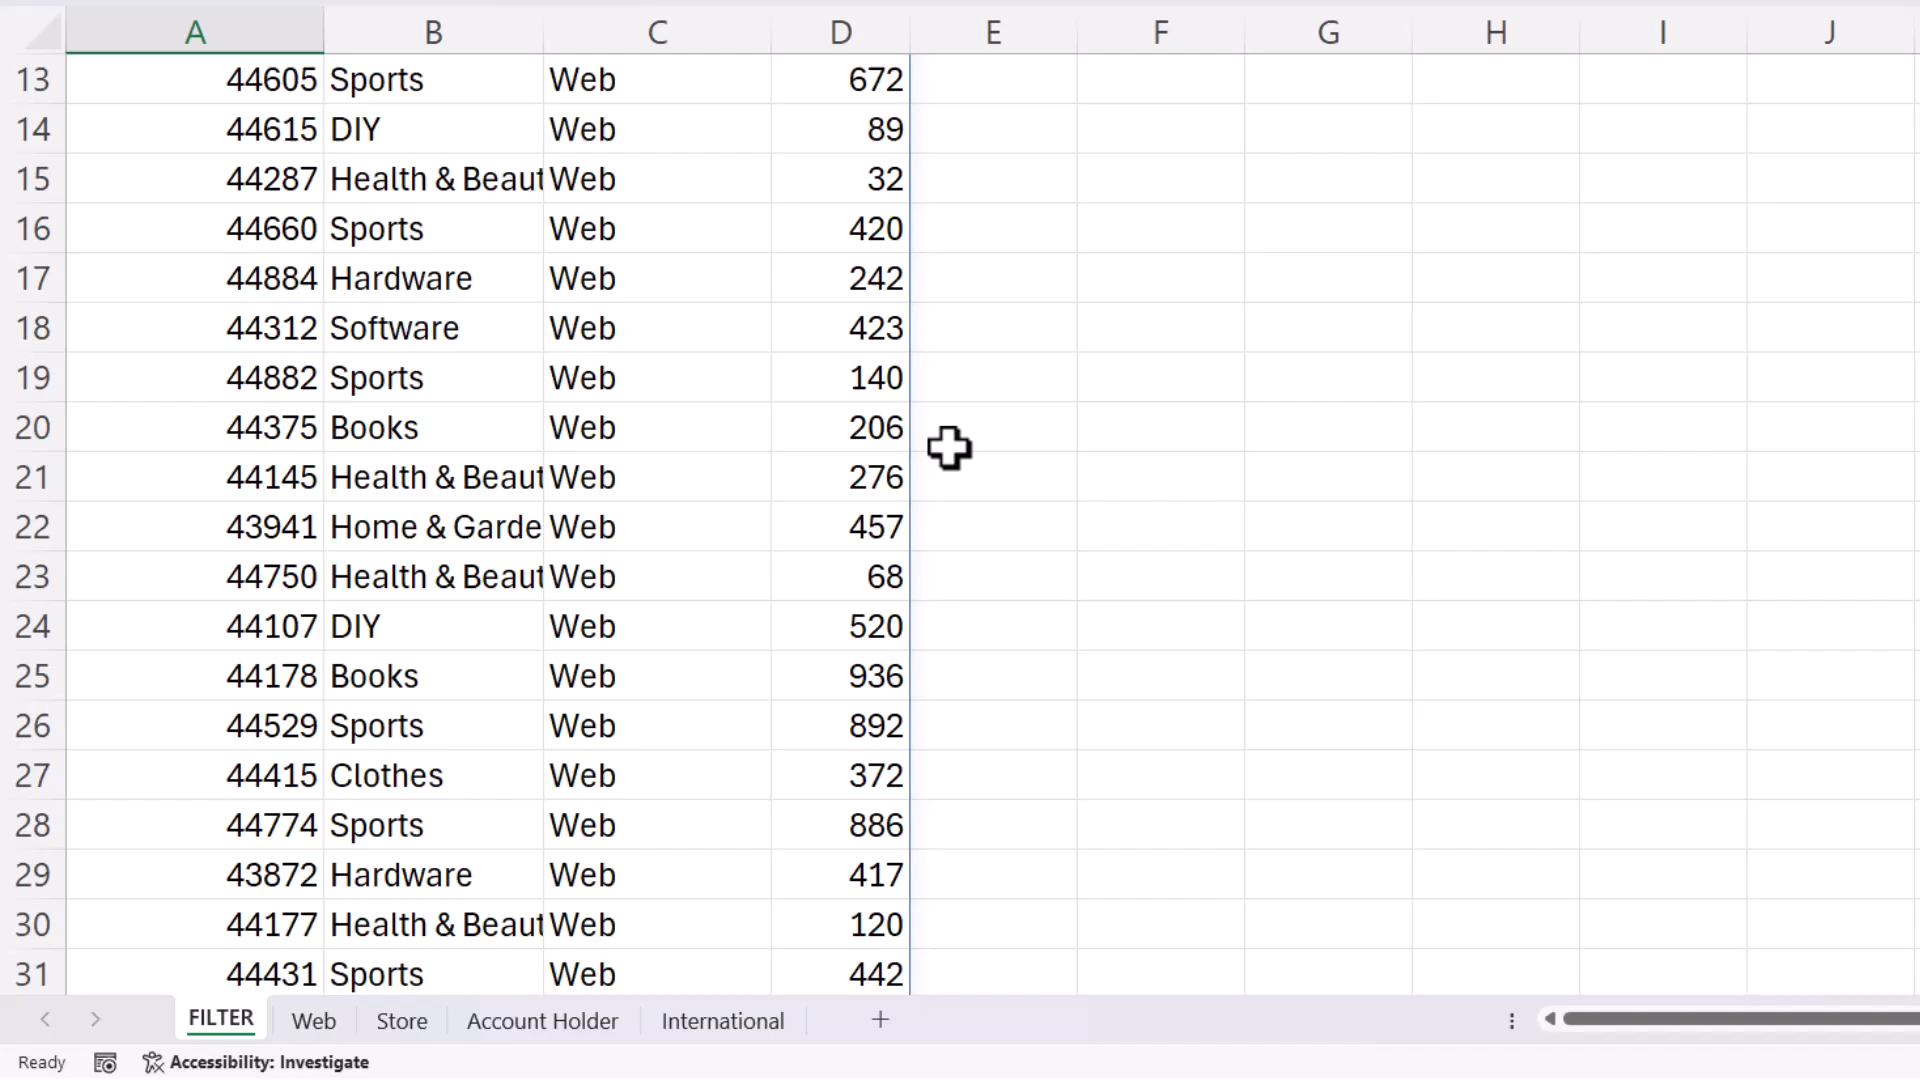 A B C D E F G H I J
13 44605 Sports Web 672
14 44615 DIY Web 89
15 44287 Health & Beaut Web 32
16 44660 Sports Web 420
17 44884 Hardware Web 242
18 44312 Software Web 423
19 44882 Sports Web 140
20 44375 Books Web 206
21 44145 Health & Beaut Web 276
22 43941 Home & Garde Web 457
23 44750 Health & Beaut Web 68
24 44107 DIY Web 520
25 44178 Books Web 936
26 44529 Sports Web 892
27 44415 Clothes Web 372
28 44774 Sports Web 886
29 43872 Hardware Web 417
30 44177 Health & Beaut Web 120
31 44431 Sports Web 442
FILTER Web Store Account Holder International
Ready Accessibility: Investigate